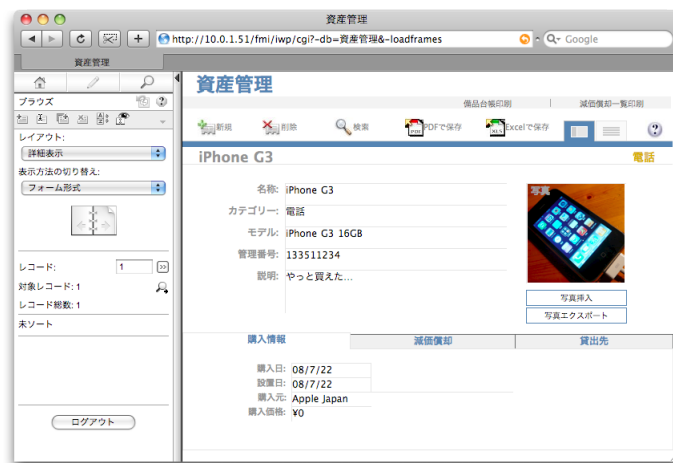 資産管理
http://10.0.1.51/fmi/iwp/cgi?-db=資産管理&-loadframes
Google
資産管理
ブラウズ
レイアウト:
詳細表示
表示方法の切り替え:
フォーム形式
レコード: 1
対象レコード: 1
レコード総数: 1
未ソート
ログアウト
資産管理
備品台帳印刷 減価償却一覧印刷
新規 削除 検索 PDFで保存 Excelで保存
iPhone G3 電話
名称: iPhone G3
カテゴリー: 電話
モデル: iPhone G3 16GB
管理番号: 133511234
説明: やっと買えた...
写真
写真挿入
写真エクスポート
購入情報 減価償却 貸出先
購入日: 08/7/22
設置日: 08/7/22
購入元: Apple Japan
購入価格: ¥0